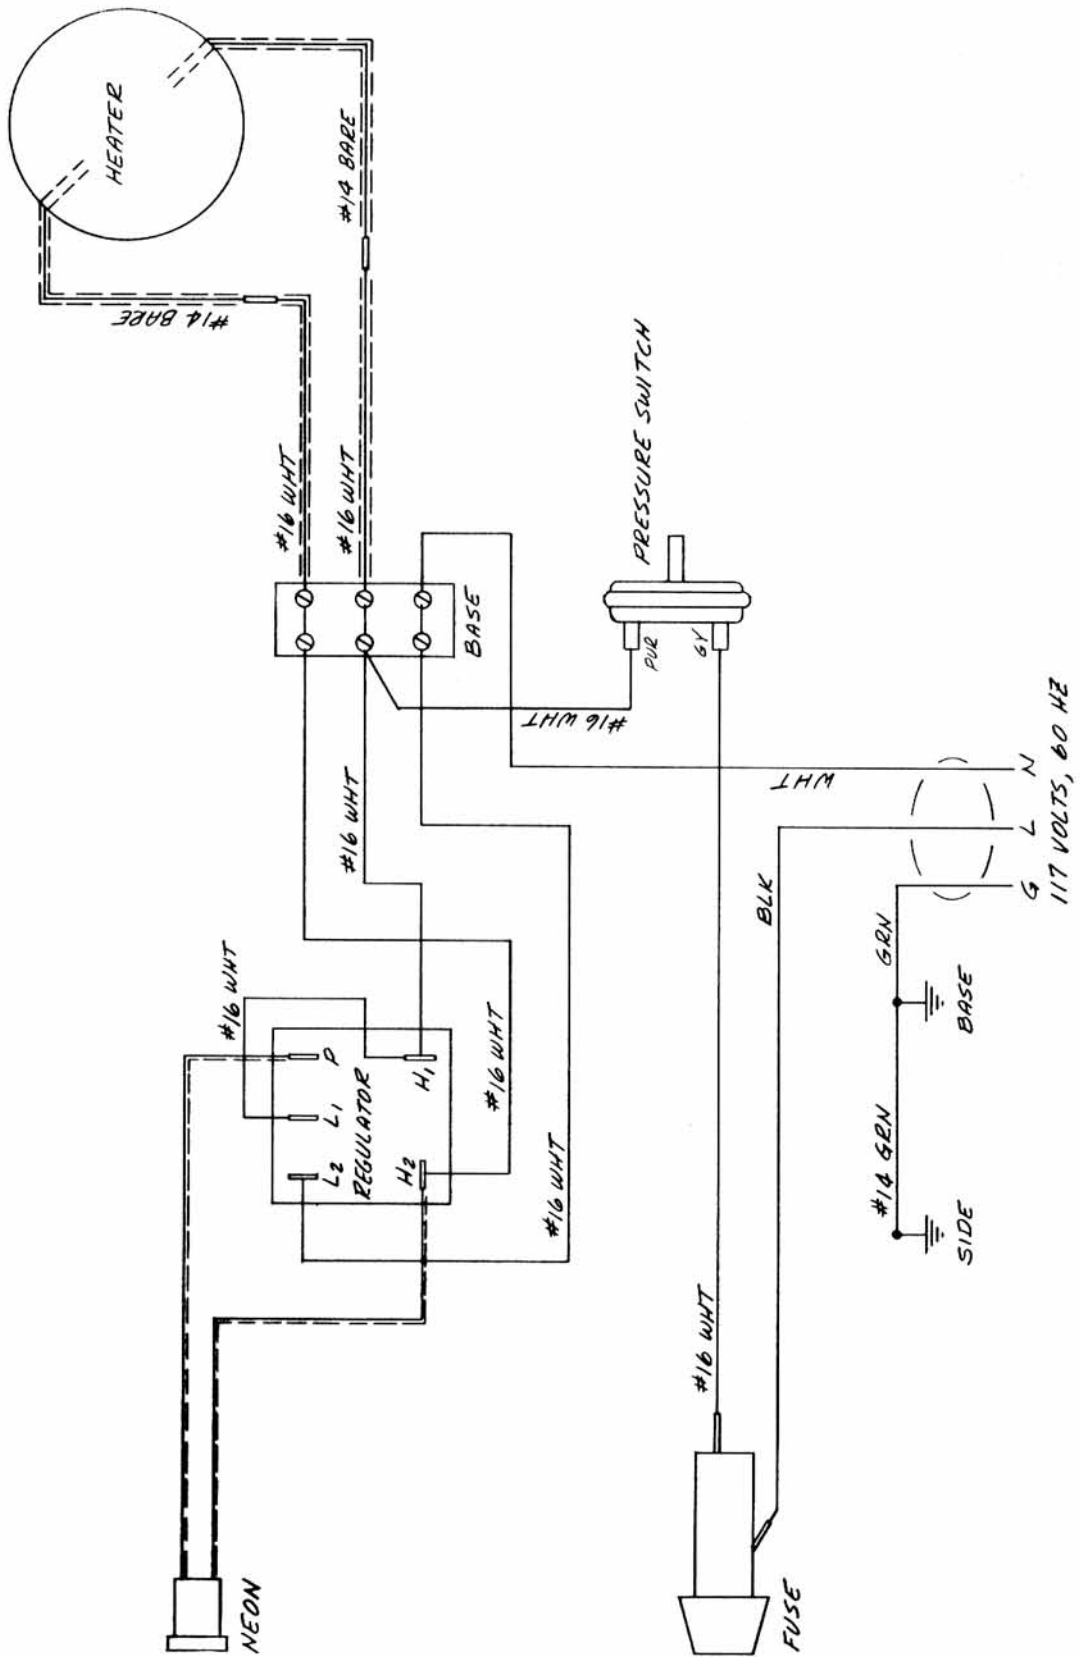 HEATER
#14 BARE
#14 BARE
#16 WHT
#16 WHT
BASE
PRESSURE SWITCH
PUR
GY
#16 WHT
#16 WHT
WHT
#16 WHT
P
L1
L2
REGULATOR
H1
H2
#16 WHT
#16 WHT
BLK
GRN
G
L
N
117 VOLTS, 60 HZ
BASE
#14 GRN
SIDE
#16 WHT
NEON
FUSE